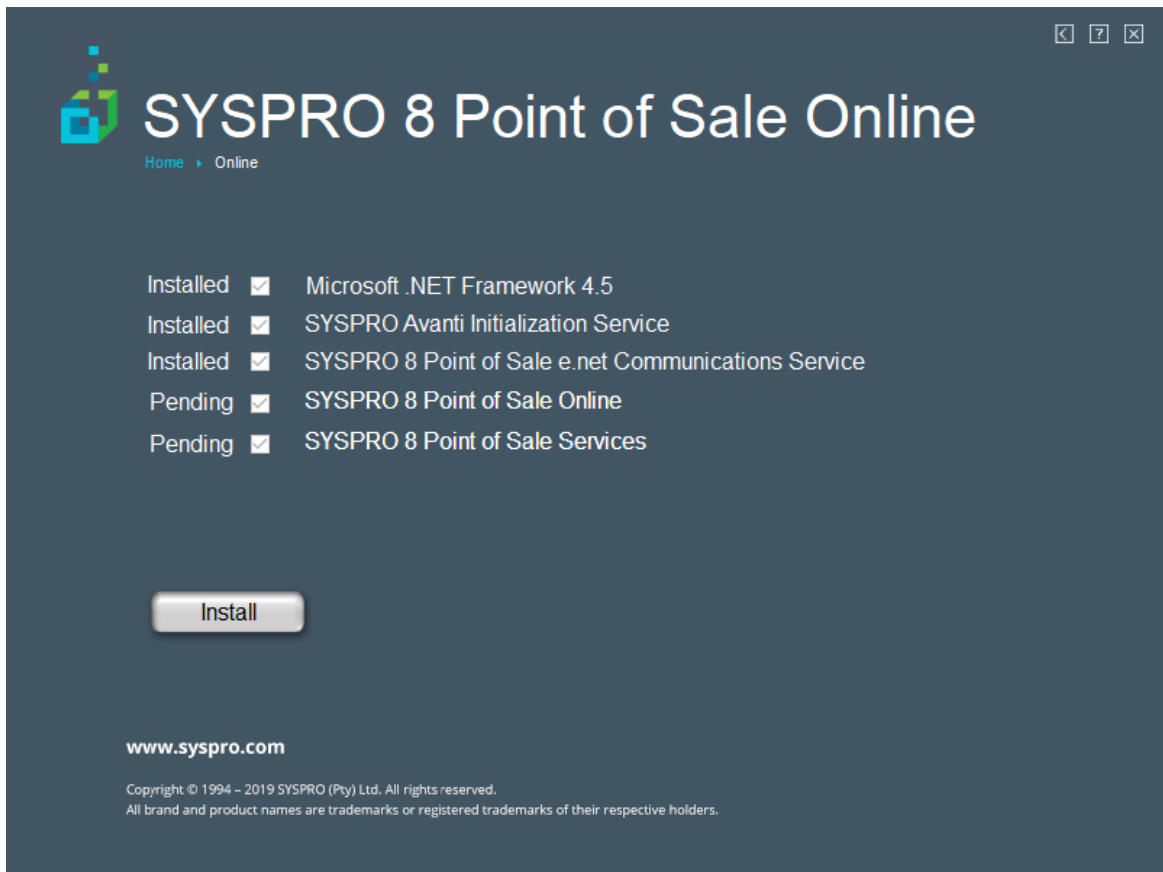 SYSPRO 8 Point of Sale Online
Home Online
Installed Microsoft .NET Framework 4.5
Installed SYSPRO Avanti Initialization Service
Installed SYSPRO 8 Point of Sale e.net Communications Service
Pending SYSPRO 8 Point of Sale Online
Pending SYSPRO 8 Point of Sale Services
Install
www.syspro.com
Copyright © 1994 – 2019 SYSPRO (Pty) Ltd. All rights reserved.
All brand and product names are trademarks or registered trademarks of their respective holders.